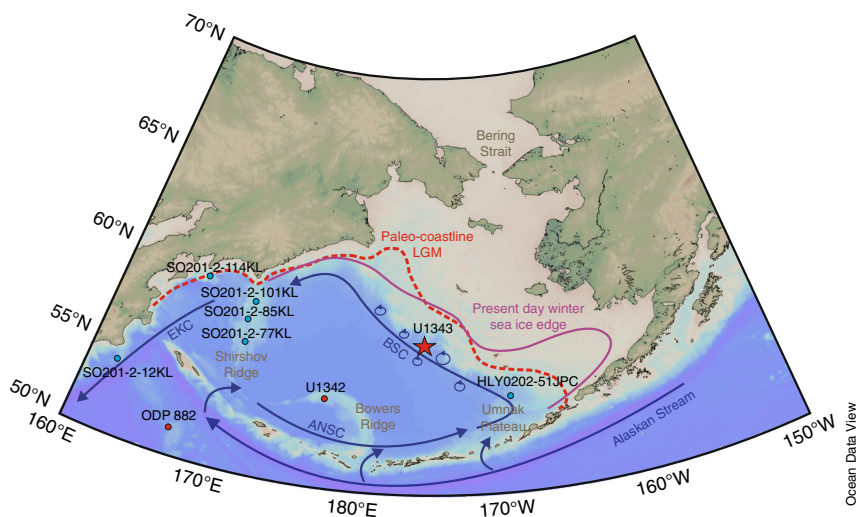 70°N
65°N
60°N
55°N
50°N
160°E
170°E
180°E
170°W
160°W
150°W
Bering
Strait
Paleo-coastline
LGM
Present day winter
sea ice edge
SO201-2-114KL
SO201-2-101KL
SO201-2-85KL
SO201-2-77KL
SO201-2-12KL
EKC
Shirshov
Ridge
U1343
BSC
HLY0202-51JPC
U1342
Bowers
Ridge
Umnak
Plateau
ANSC
ODP 882
Alaskan Stream
Ocean Data View